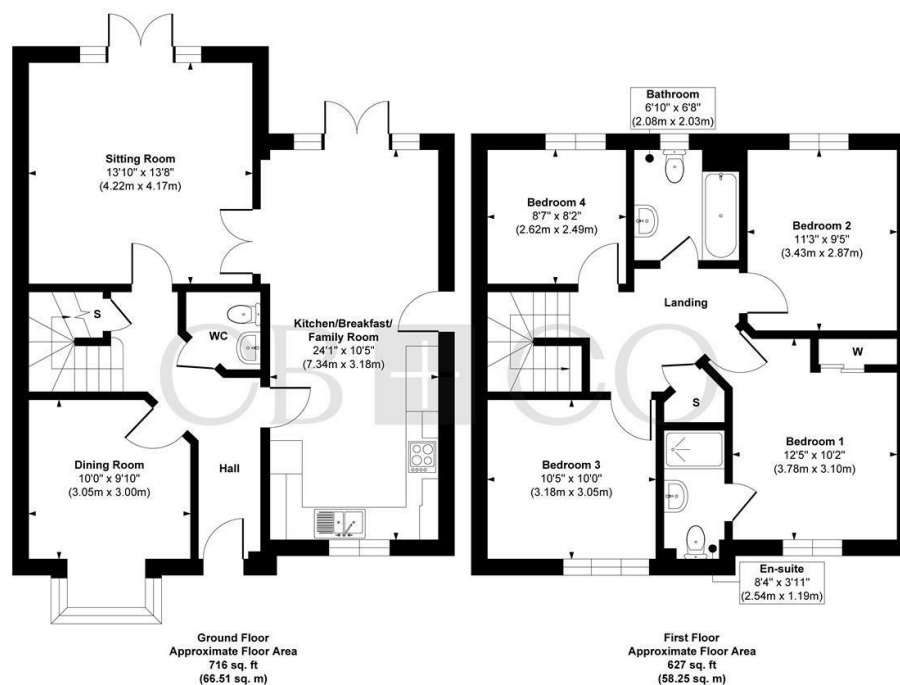 Sitting Room
13'10" x 13'8"
(4.22m x 4.17m)
S
WC
Kitchen/Breakfast/
Family Room
24'1" x 10'5"
(7.34m x 3.18m)
Dining Room
10'0" x 9'10"
(3.05m x 3.00m)
Hall
Ground Floor
Approximate Floor Area
716 sq. ft
(66.51 sq. m)
Bathroom
6'10" x 6'8"
(2.08m x 2.03m)
Bedroom 4
8'7" x 8'2"
(2.62m x 2.49m)
Bedroom 2
11'3" x 9'5"
(3.43m x 2.87m)
Landing
W
S
Bedroom 3
10'5" x 10'0"
(3.18m x 3.05m)
Bedroom 1
12'5" x 10'2"
(3.78m x 3.10m)
En-suite
8'4" x 3'11"
(2.54m x 1.19m)
First Floor
Approximate Floor Area
627 sq. ft
(58.25 sq. m)
CB CO